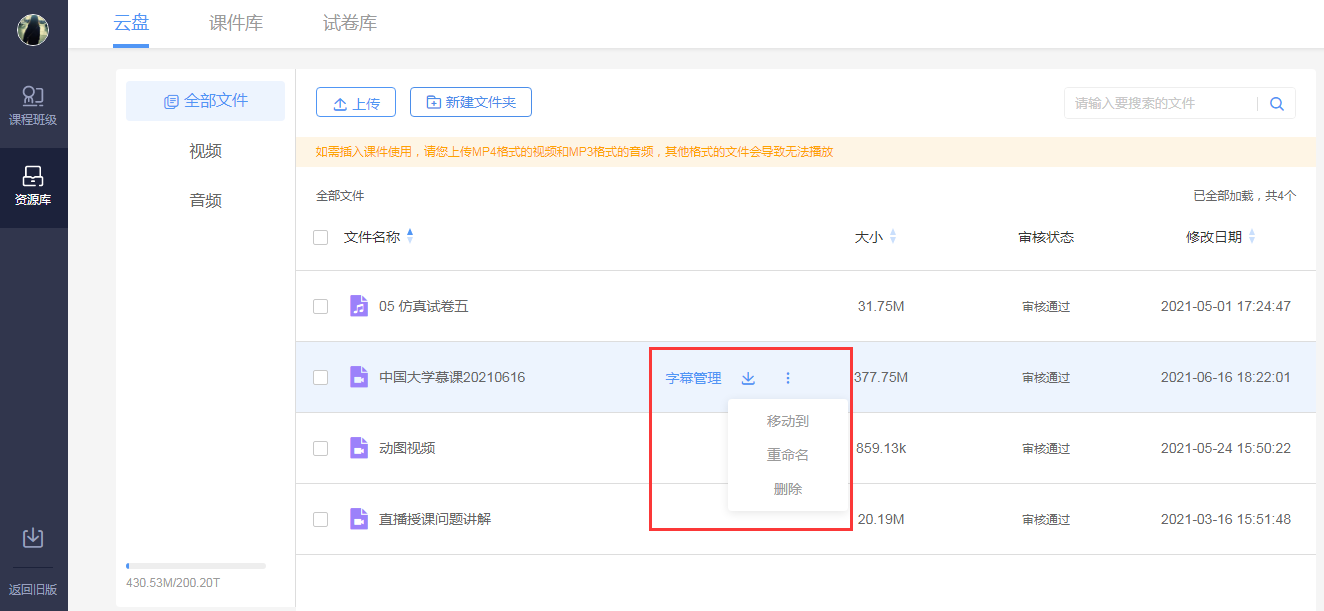 云盘
课件库
试卷库
课程班级
资源库
返回旧版
全部文件
视频
音频
430.53M/200.20T
上传
新建文件夹
请输入要搜索的文件
如需插入课件使用，请您上传MP4格式的视频和MP3格式的音频，其他格式的文件会导致无法播放
全部文件
已全部加载，共4个
文件名称 大小 审核状态 修改日期
05 仿真试卷五 31.75M 审核通过 2021-05-01 17:24:47
中国大学慕课20210616 字幕管理 377.75M 审核通过 2021-06-16 18:22:01
移动到
重命名
删除
动图视频 859.13k 审核通过 2021-05-24 15:50:22
直播授课问题讲解 20.19M 审核通过 2021-03-16 15:51:48